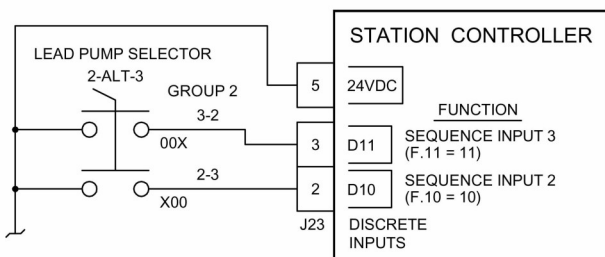 STATION CONTROLLER
LEAD PUMP SELECTOR
2-ALT-3
GROUP 2
5
24VDC
FUNCTION
3-2
00X
3
D11
SEQUENCE INPUT 3
(F.11 = 11)
2-3
X00
2
D10
SEQUENCE INPUT 2
(F.10 = 10)
J23
DISCRETE
INPUTS